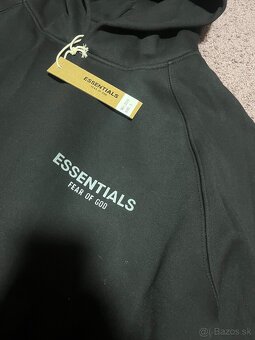 ESSENTIALS
ESSENTIALS
FEAR OF GOD
@j-Bazos.sk